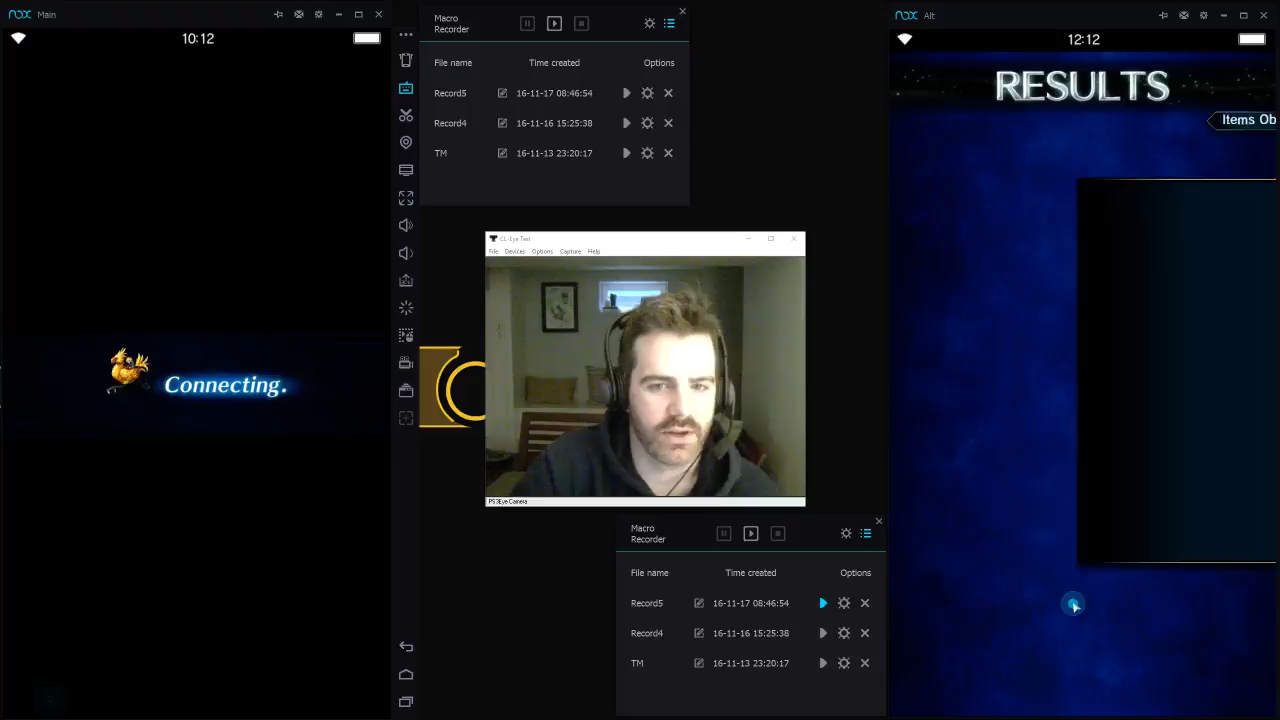 nox Main
10:12
Connecting.
Macro
Recorder
File name Time created Options
Record5 16-11-17 08:46:54
Record4 16-11-16 15:25:38
TM 16-11-13 23:20:17
CL-Eye Test
File Devices Options Capture Help
PS3Eye Camera
Macro
Recorder
File name Time created Options
Record5 16-11-17 08:46:54
Record4 16-11-16 15:25:38
TM 16-11-13 23:20:17
nox Alt
12:12
RESULTS
Items Ob